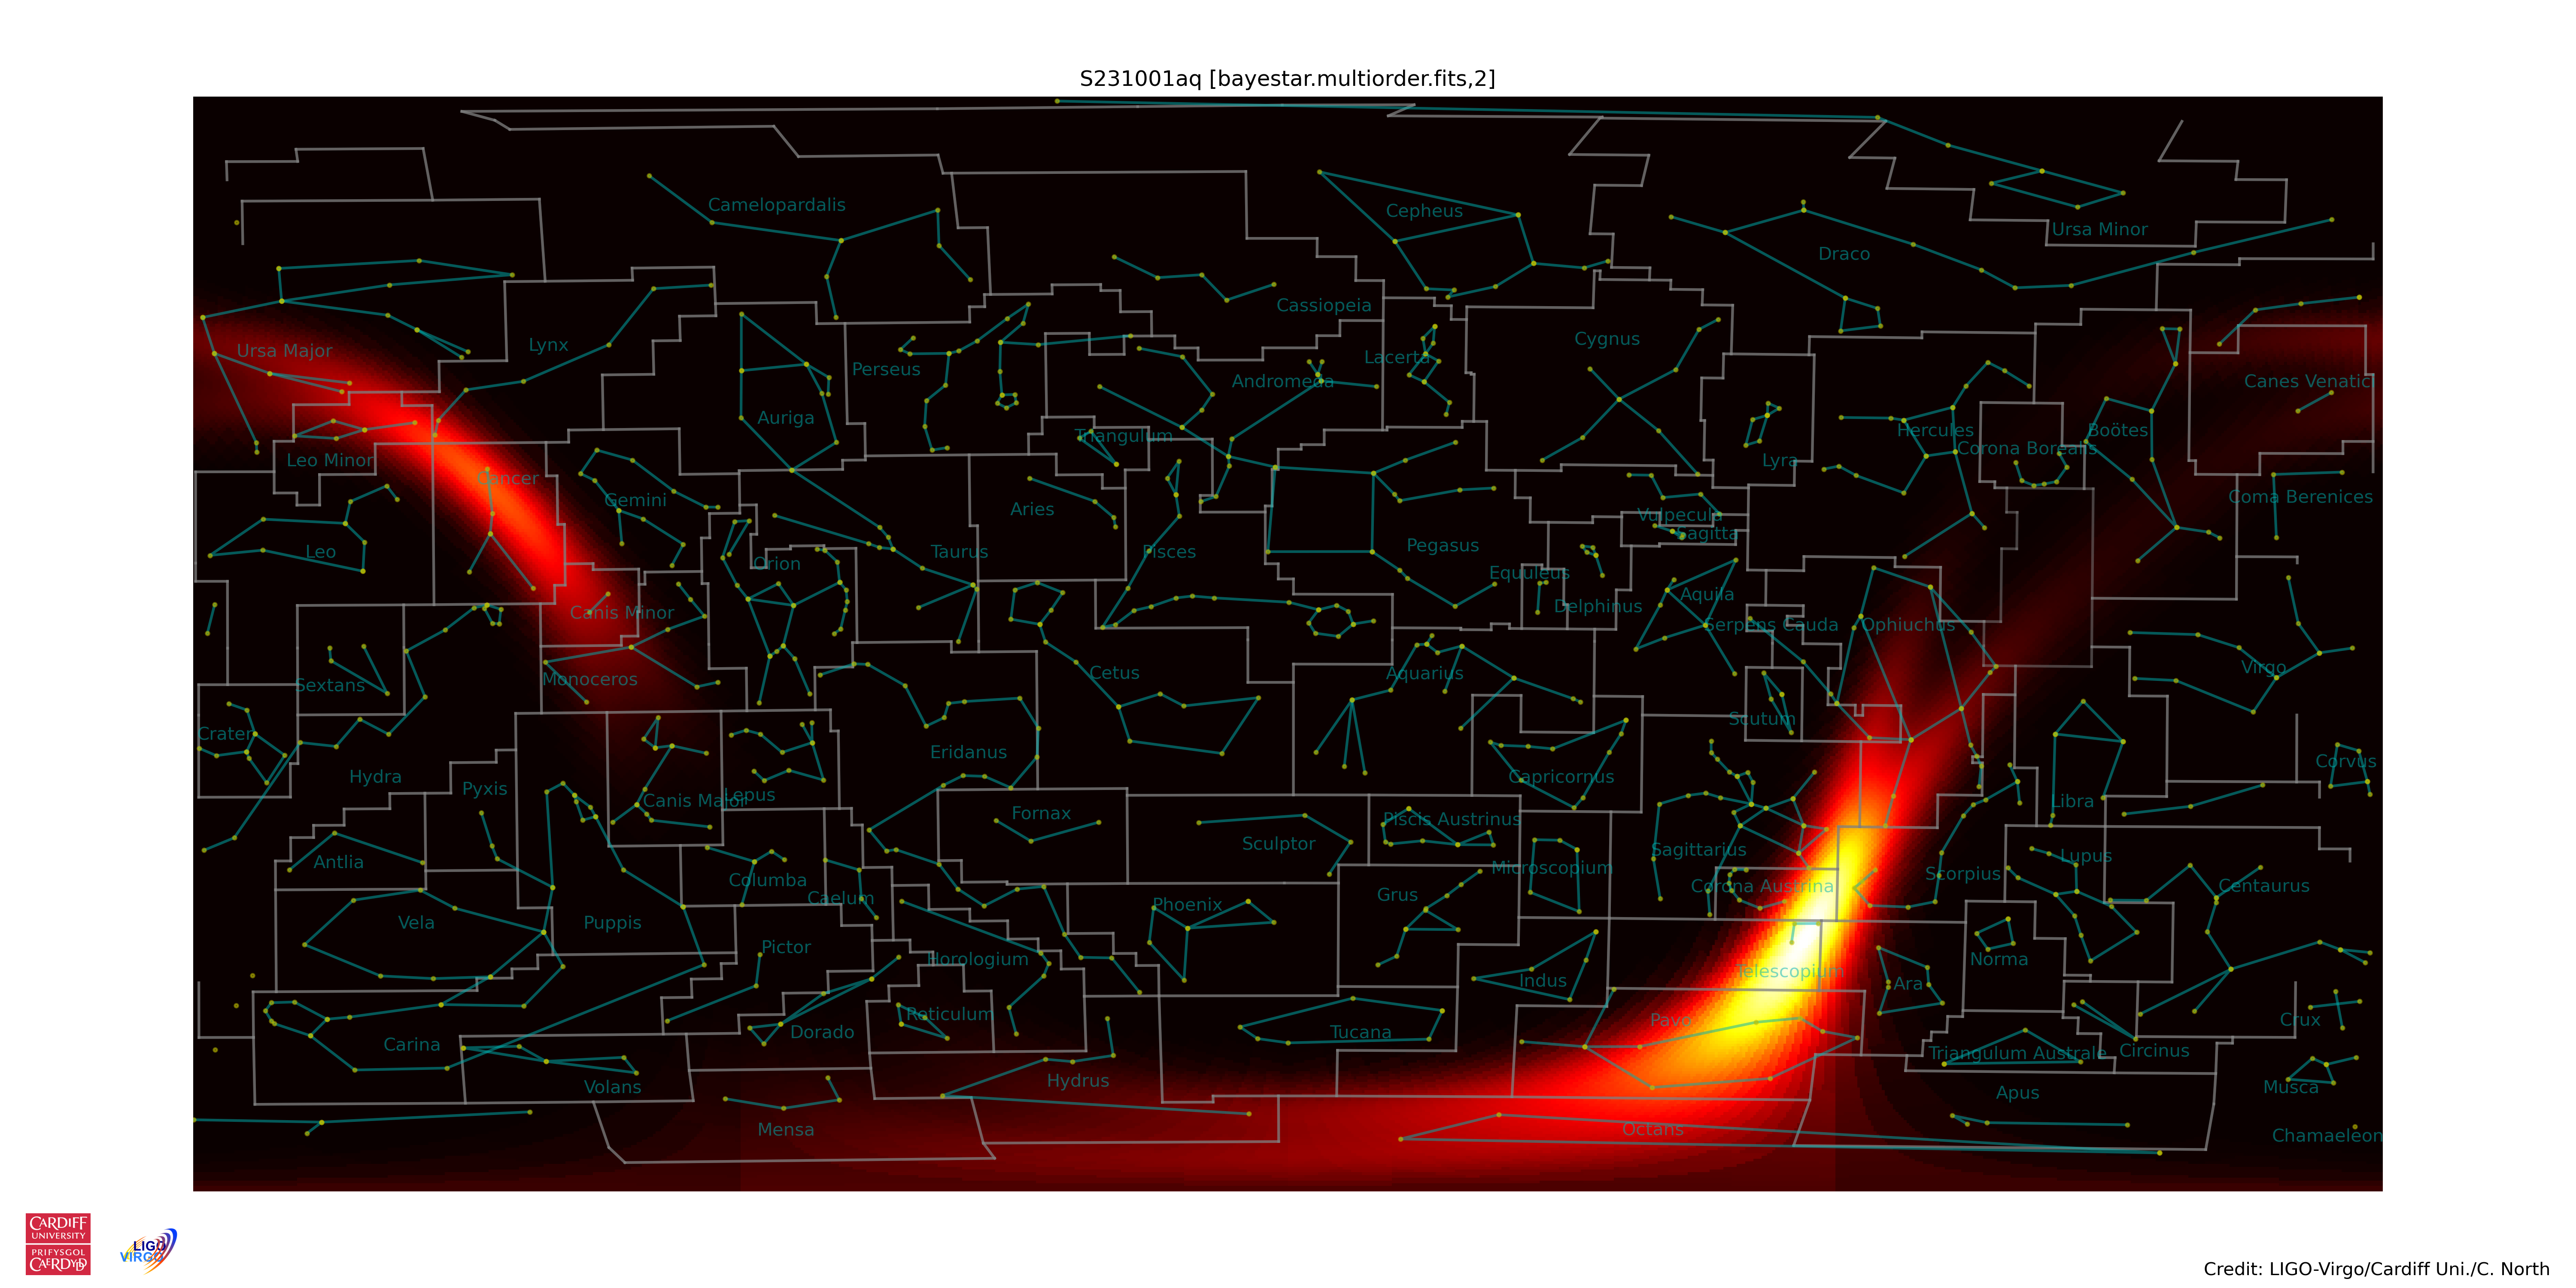 S231001aq [bayestar.multiorder.fits,2]
Camelopardalis
Cepheus
Ursa Minor
Draco
Cassiopeia
Cygnus
Ursa Major
Lynx
Lacerta
Perseus
Andromeda
Canes Venatici
Auriga
Triangulum
Hercules
Boötes
Corona Borealis
Leo Minor
Lyra
Cancer
Gemini
Coma Berenices
Aries
Vulpecula
Sagitta
Leo
Taurus
Pisces
Pegasus
Orion
Equuleus
Aquila
Delphinus
Canis Minor
Serpens Cauda
Ophiuchus
Virgo
Cetus
Aquarius
Monoceros
Sextans
Scutum
Crater
Eridanus
Corvus
Hydra
Capricornus
Pyxis
Lepus
Canis Major
Libra
Fornax
Piscis Austrinus
Sculptor
Sagittarius
Lupus
Antlia
Microscopium
Scorpius
Columba
Corona Austrina
Centaurus
Grus
Caelum
Phoenix
Vela
Puppis
Pictor
Horologium
Norma
Telescopium
Indus
Ara
Reticulum
Pavo
Crux
Dorado
Tucana
Carina
Circinus
Triangulum Australe
Hydrus
Volans
Musca
Apus
Mensa
Octans
Chamaeleon
CARDIFF
UNIVERSITY
PRIFYSGOL
CAERDYDD
LIGO
VIRGO
Credit: LIGO-Virgo/Cardiff Uni./C. North